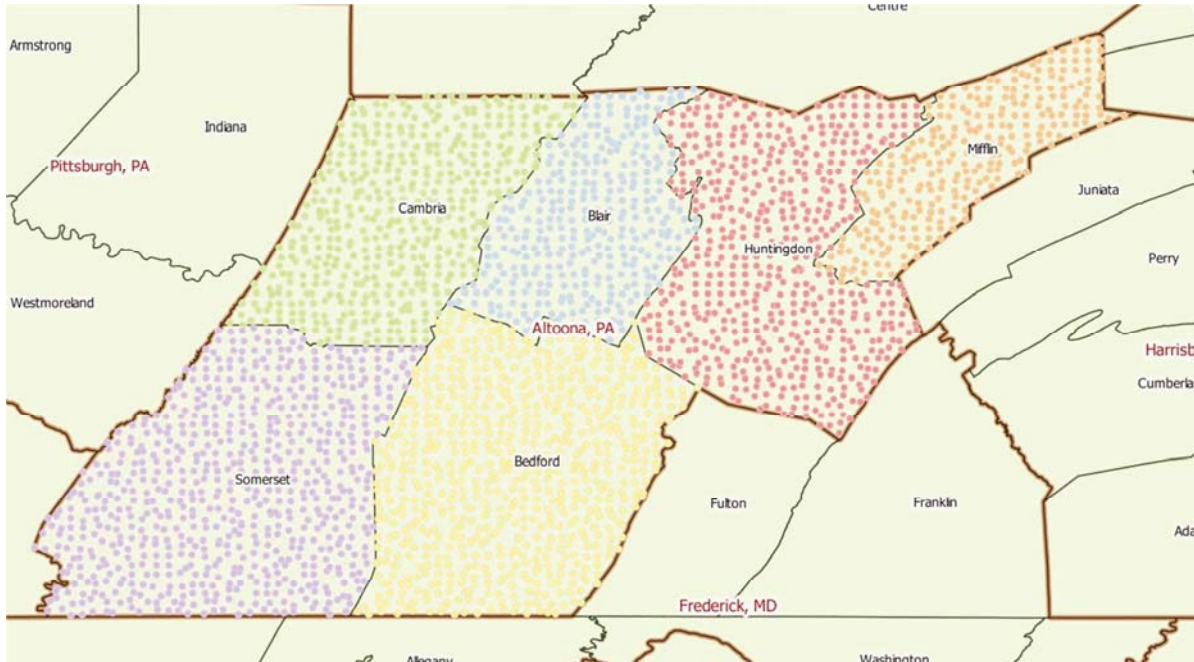 Centre
Armstrong
Indiana
Pittsburgh, PA
Mifflin
Juniata
Cambria
Blair
Huntingdon
Perry
Westmoreland
Altoona, PA
Harrisb
Cumberla
Bedford
Somerset
Fulton
Franklin
Ada
Frederick, MD
Allegany
Washington